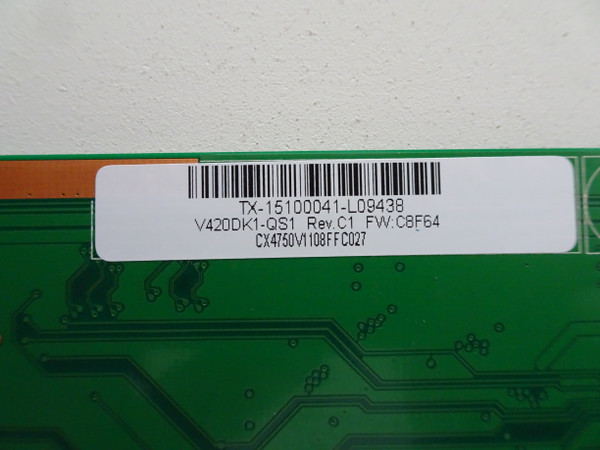 TX-15100041-L09438
V420DK1-QS1 Rev.C1 FW:C8F64
CX4750V1108FFC027